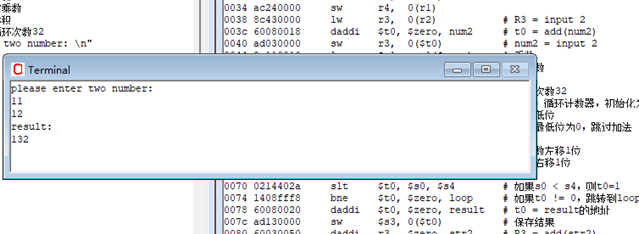 乘数
积
循环次数32
two number: \n"
0034 ac240000 sw r4, 0(r1)
0038 8c430000 lw r3, 0(r2) # R3 = input 2
003c 60080018 daddi $t0, $zero, num2 # t0 = add(num2)
0040 ad030000 sw r3, 0($t0) # num2 = input 2
Terminal
please enter two number:
11
12
result:
132
数
次数32
循环计数器，初始化为
低位
最低位为0，跳过加法
数左移1位
右移1位
0070 0214402a slt $t0, $s0, $s4 # 如果s0 < s4，则t0=1
0074 1408fff8 bne $t0, $zero, loop # 如果t0 != 0，跳转到loop
0078 60080020 daddi $t0, $zero, result # t0 = result的地址
007c ad130000 sw $s3, 0($t0) # 保存结果
0080 60030050 daddi r3, $zero, str2 # R3 = add(str2)